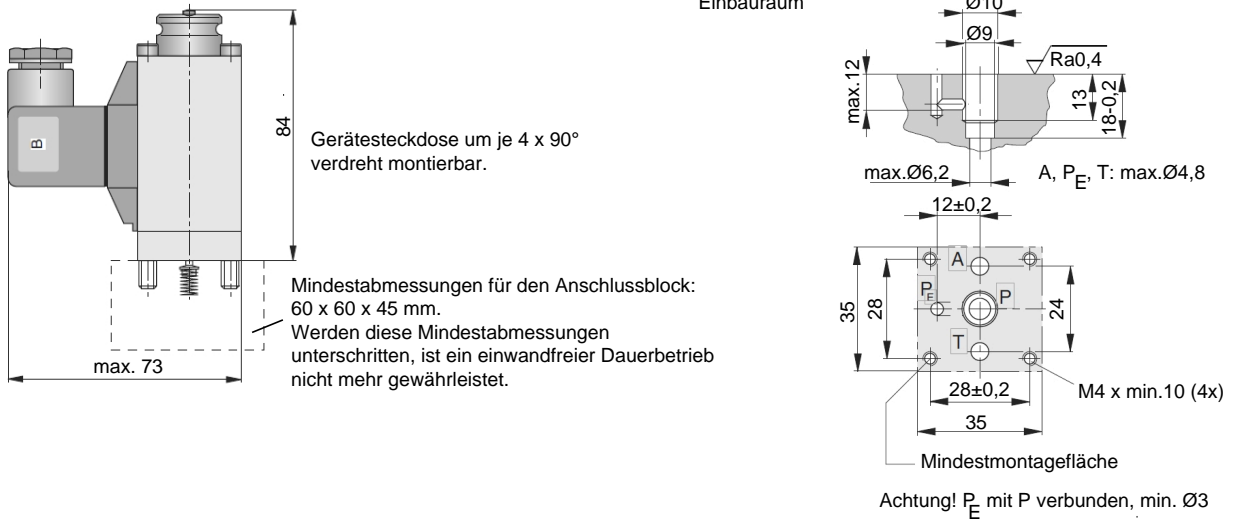 Einbauraum
Ø10
Ø9
Ra0,4
max.12
13
18-0,2
max.Ø6,2
A, PE, T: max.Ø4,8
B
84
Gerätesteckdose um je 4 x 90°
verdreht montierbar.
Mindestabmessungen für den Anschlussblock:
60 x 60 x 45 mm.
Werden diese Mindestabmessungen
unterschritten, ist ein einwandfreier Dauerbetrieb
nicht mehr gewährleistet.
max. 73
12±0,2
A
PE
P
T
35
28
24
28±0,2
M4 x min.10 (4x)
35
Mindestmontagefläche
Achtung! PE mit P verbunden, min. Ø3